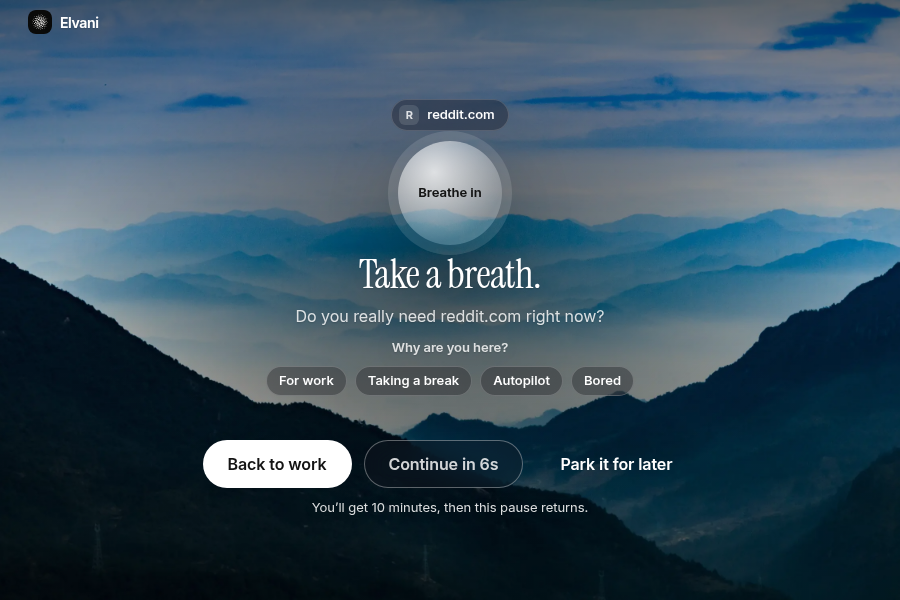 Elvani
R reddit.com
Breathe in
Take a breath.
Do you really need reddit.com right now?
Why are you here?
For work Taking a break Autopilot Bored
Back to work Continue in 6s Park it for later
You’ll get 10 minutes, then this pause returns.